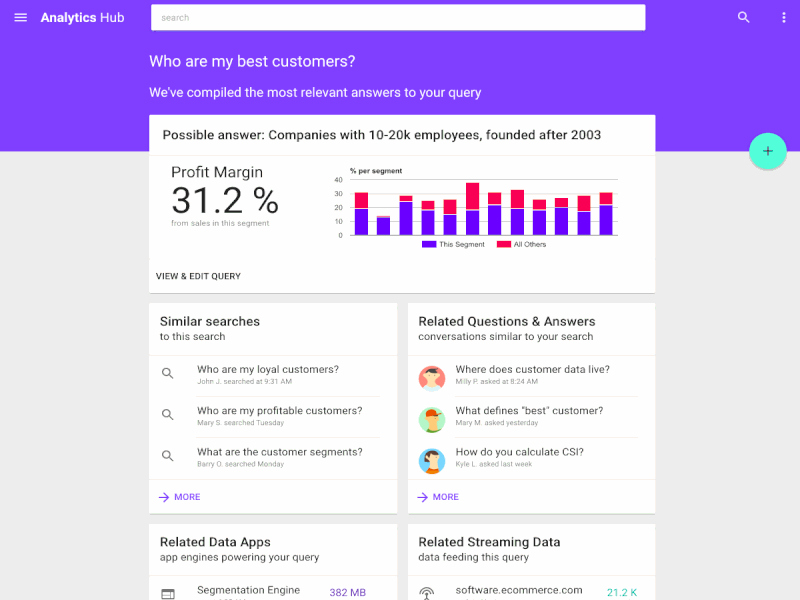 Analytics Hub
search
Who are my best customers?
We've compiled the most relevant answers to your query
Possible answer: Companies with 10-20k employees, founded after 2003
Profit Margin
31.2 %
from sales in this segment
% per segment
40
30
20
10
0
This Segment
All Others
VIEW & EDIT QUERY
Similar searches
to this search
Who are my loyal customers?
John J. searched at 9:31 AM
Who are my profitable customers?
Mary S. searched Tuesday
What are the customer segments?
Barry O. searched Monday
MORE
Related Questions & Answers
conversations similar to your search
Where does customer data live?
Milly P. asked at 8:24 AM
What defines "best" customer?
Mary M. asked yesterday
How do you calculate CSI?
Kyle L. asked last week
MORE
Related Data Apps
app engines powering your query
Segmentation Engine
382 MB
Related Streaming Data
data feeding this query
software.ecommerce.com
21.2 K